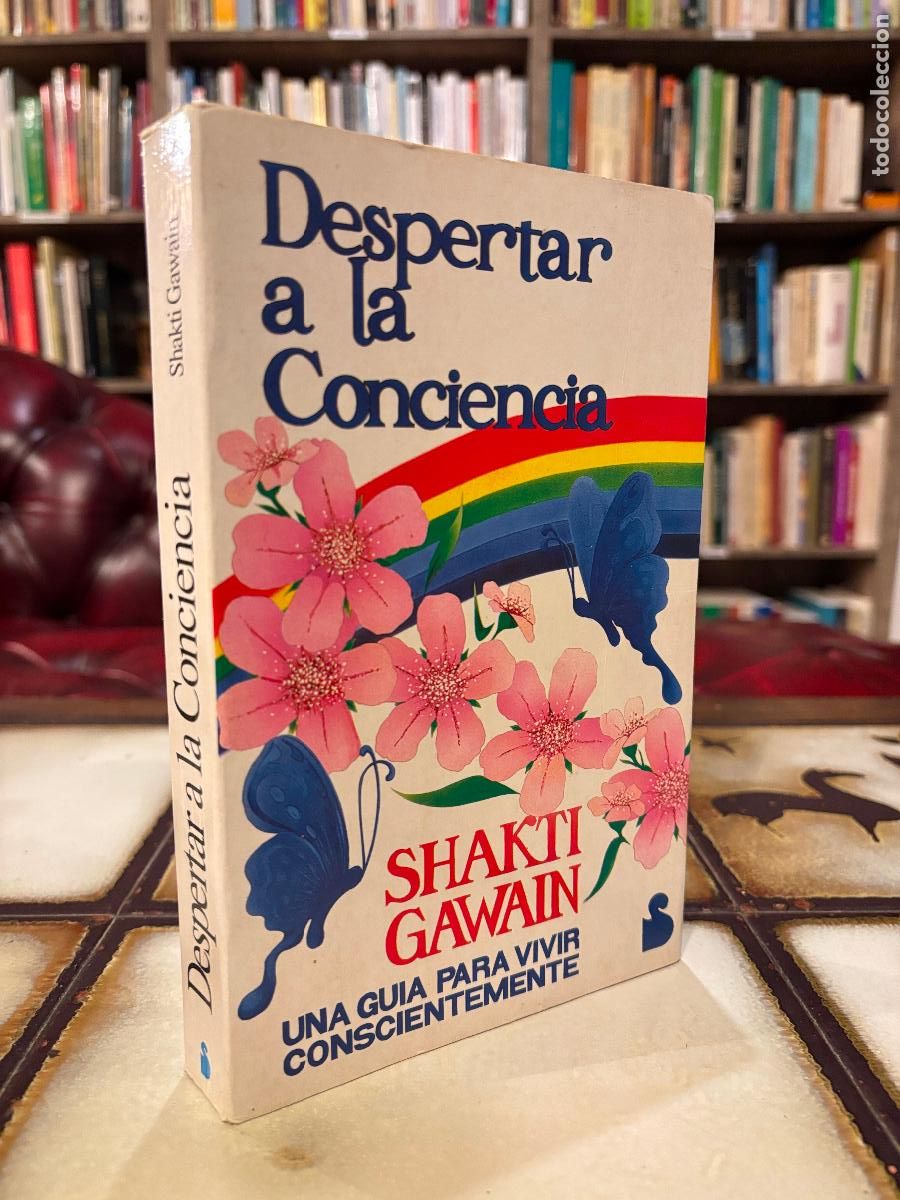 Despertar
a la
Conciencia
SHAKTI
GAWAIN
UNA GUIA PARA VIVIR
CONSCIENTEMENTE
Despertar a la Conciencia
Shakti Gawain
todocoleccion